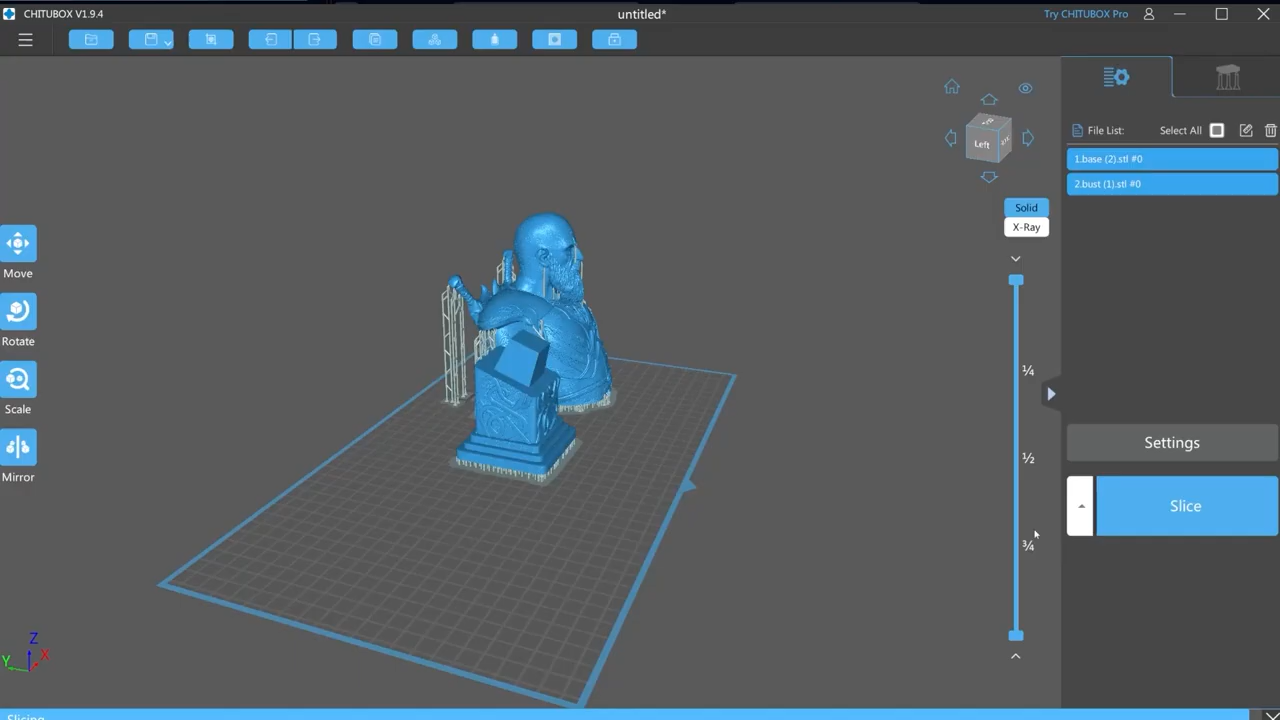 CHITUBOX V1.9.4
untitled*
Try CHITUBOX Pro
File List:
Select All
1.base (2).stl #0
2.bust (1).stl #0
Left
Solid
X-Ray
Move
Rotate
Scale
Mirror
¼
½
¾
Settings
Slice
Z
Y
X
Slicing